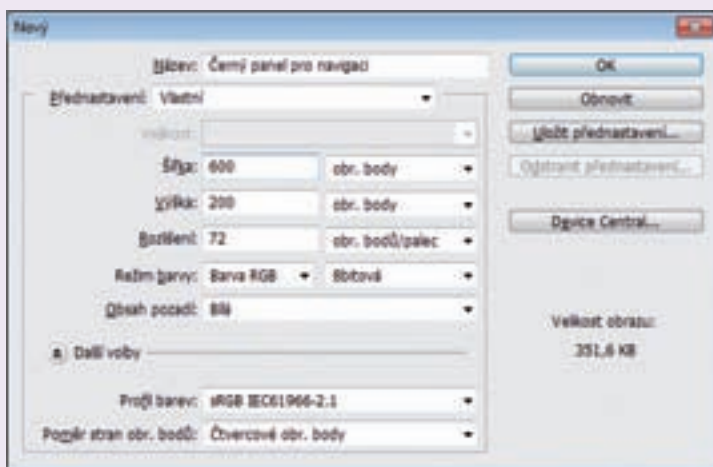 Nový
Název: Černý panel pro navigaci
Přednastavení: Vlastní
Velikost:
Šířka: 600 obr. body
Výška: 200 obr. body
Rozlišení: 72 obr. bodů/palec
Režim barvy: Barva RGB 8bitová
Obsah pozadí: Bílá
Další volby
Profil barev: sRGB IEC61966-2.1
Poměr stran obr. bodů: Čtvercové obr. body
OK
Obnovit
Uložit přednastavení...
Odstranit přednastavení...
Device Central...
Velikost obrazu:
351,6 KB